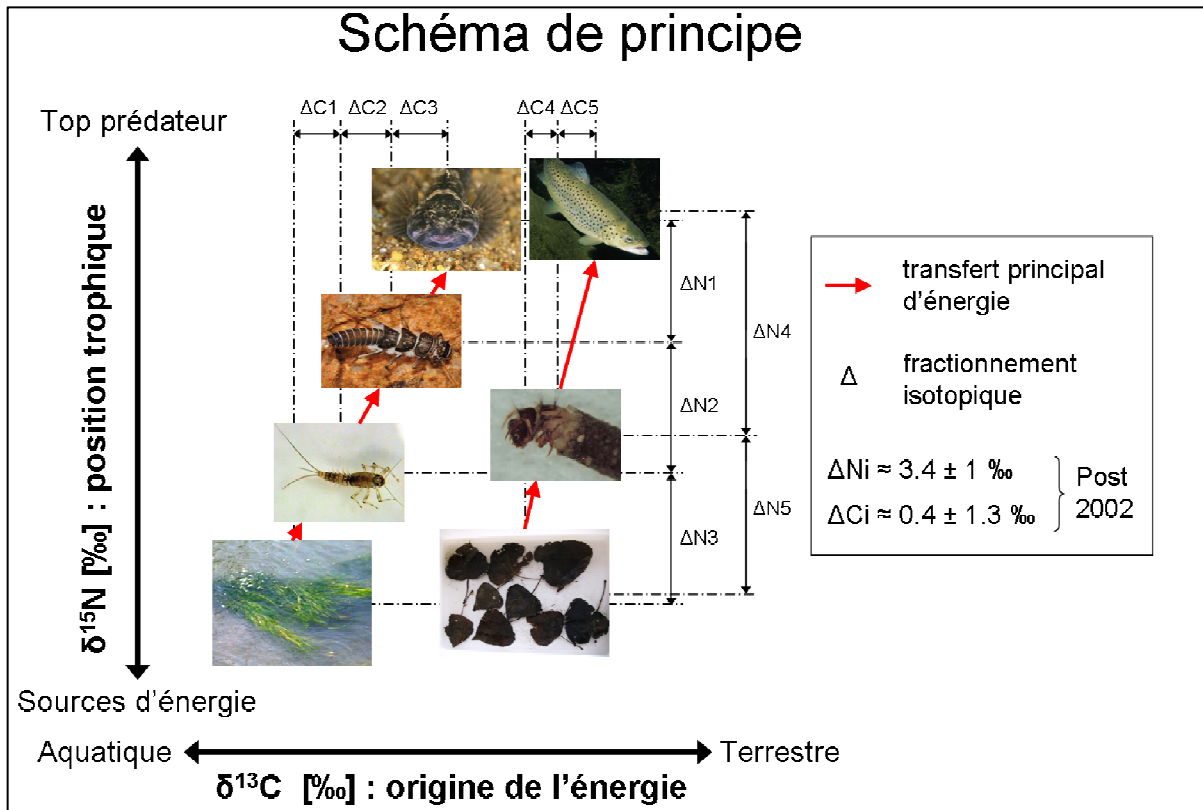 Schéma de principe
ΔC1 ΔC2 ΔC3 ΔC4 ΔC5
Top prédateur
δ¹⁵N [‰] : position trophique
Sources d'énergie
ΔN1
ΔN2
ΔN3
ΔN4
ΔN5
transfert principal
d'énergie
Δ fractionnement
isotopique
ΔNi ≈ 3.4 ± 1 ‰
ΔCi ≈ 0.4 ± 1.3 ‰
Post
2002
Aquatique Terrestre
δ¹³C [‰] : origine de l'énergie